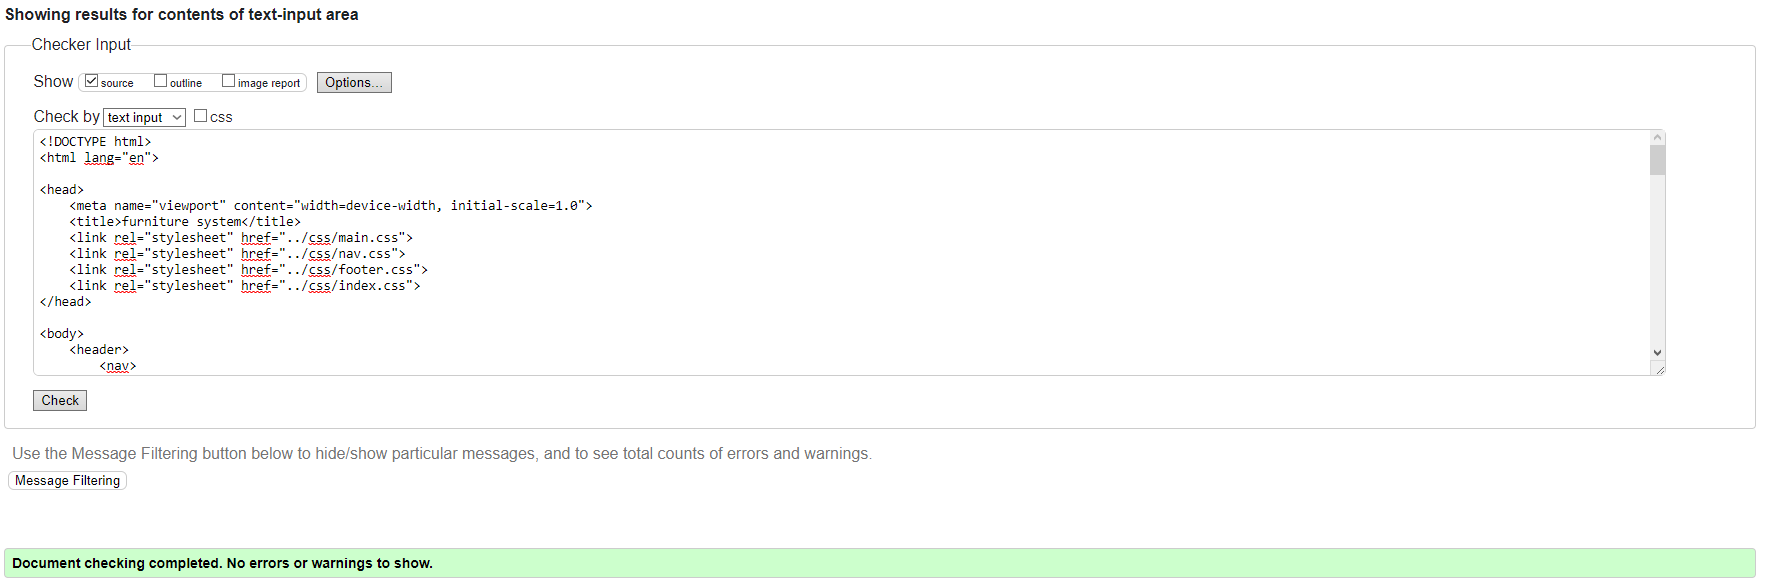 Showing results for contents of text-input area
Checker Input
Show source outline image report Options...
Check by text input css
<!DOCTYPE html>
<html lang="en">
<head>
<meta name="viewport" content="width=device-width, initial-scale=1.0">
<title>furniture system</title>
<link rel="stylesheet" href="../css/main.css">
<link rel="stylesheet" href="../css/nav.css">
<link rel="stylesheet" href="../css/footer.css">
<link rel="stylesheet" href="../css/index.css">
</head>
<body>
<header>
<nav>
Check
Use the Message Filtering button below to hide/show particular messages, and to see total counts of errors and warnings.
Message Filtering
Document checking completed. No errors or warnings to show.